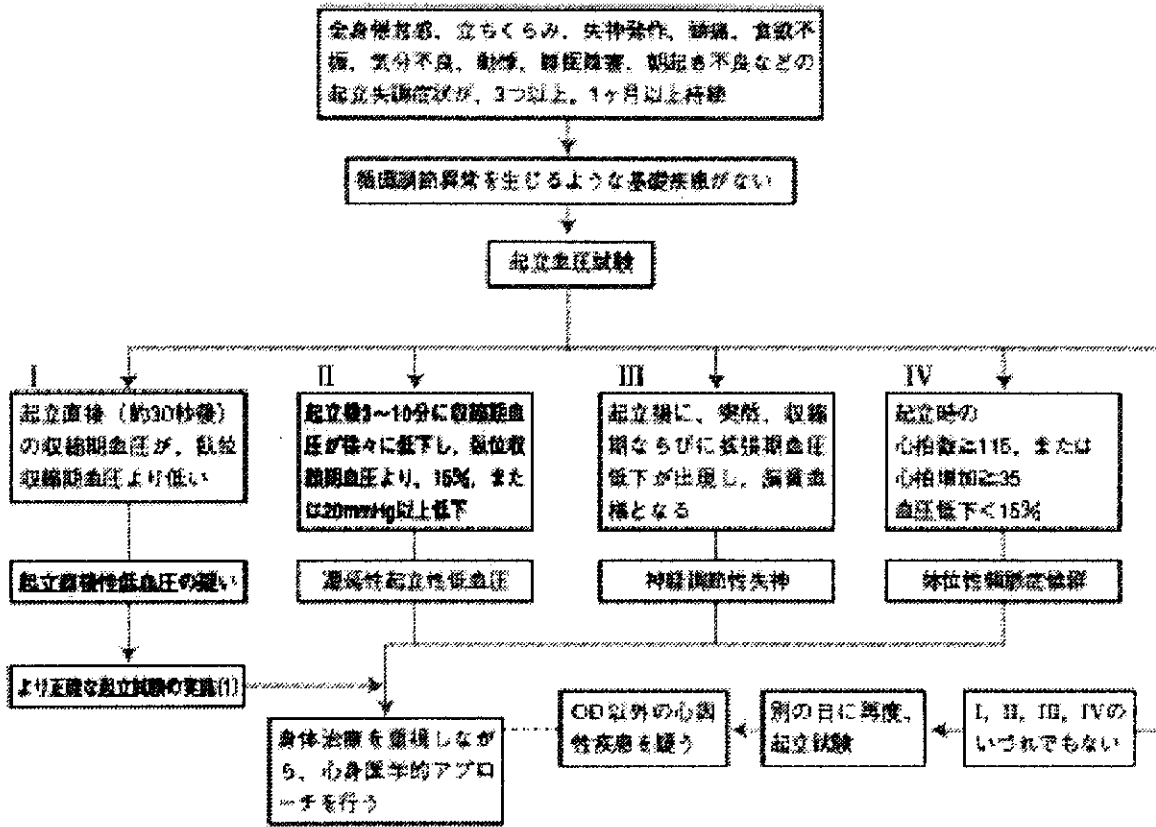 全身倦怠感、立ちくらみ、失神発作、頭痛、食欲不
振、気分不良、動悸、睡眠障害、朝起き不良などの
起立失調症状が、3つ以上。1ヶ月以上持続
循環調節異常を生じるような基礎疾患がない
起立血圧試験
I
II
III
IV
起立直後（約30秒後）
の収縮期血圧が、臥位
収縮期血圧より低い
起立後3〜10分に収縮期血
圧が徐々に低下し、臥位収
縮期血圧より、15%、また
は20mmHg以上低下
起立後に、突然、収縮
期ならびに拡張期血圧
低下が出現し、脳貧血
様となる
起立時の
心拍数≧115、または
心拍増加≧35
血圧低下＜15%
起立直後性低血圧の疑い
遅延性起立性低血圧
神経調節性失神
体位性頻脈症候群
より正確な起立試験の実施(1)
身体治療を重視しなが
ら、心身医学的アプロ
ーチを行う
OD以外の心因
性疾患を疑う
別の日に再度、
起立試験
I, II, III, IVの
いづれでもない